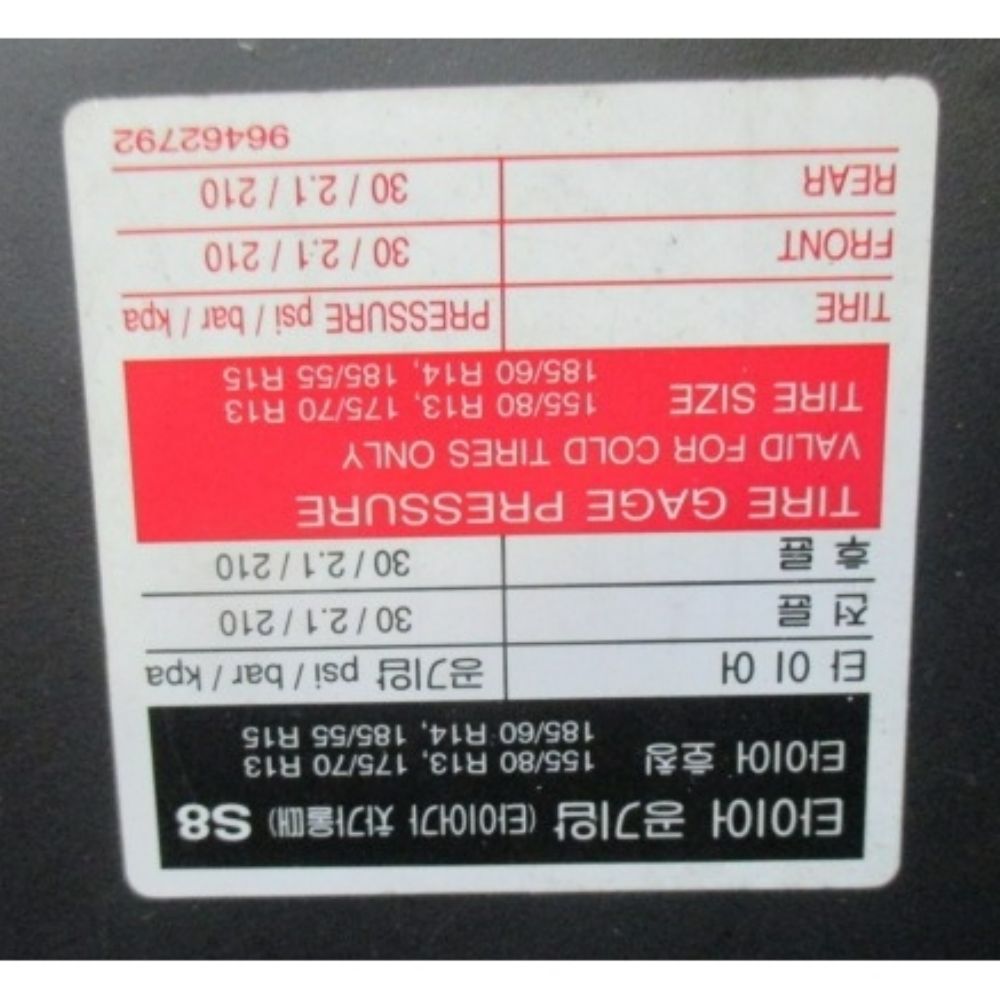 타이어 공기압 (타이어가 차가울때) S8
타이어 호칭 155/80 R13, 175/70 R13
185/60 R14, 185/55 R15
타 이 어 공기압 psi / bar / kpa
전 륜 30 / 2.1 / 210
후 륜 30 / 2.1 / 210
TIRE GAGE PRESSURE
VALID FOR COLD TIRES ONLY
TIRE SIZE 155/80 R13, 175/70 R13
185/60 R14, 185/55 R15
TIRE PRESSURE psi / bar / kpa
FRONT 30 / 2.1 / 210
REAR 30 / 2.1 / 210
96462792